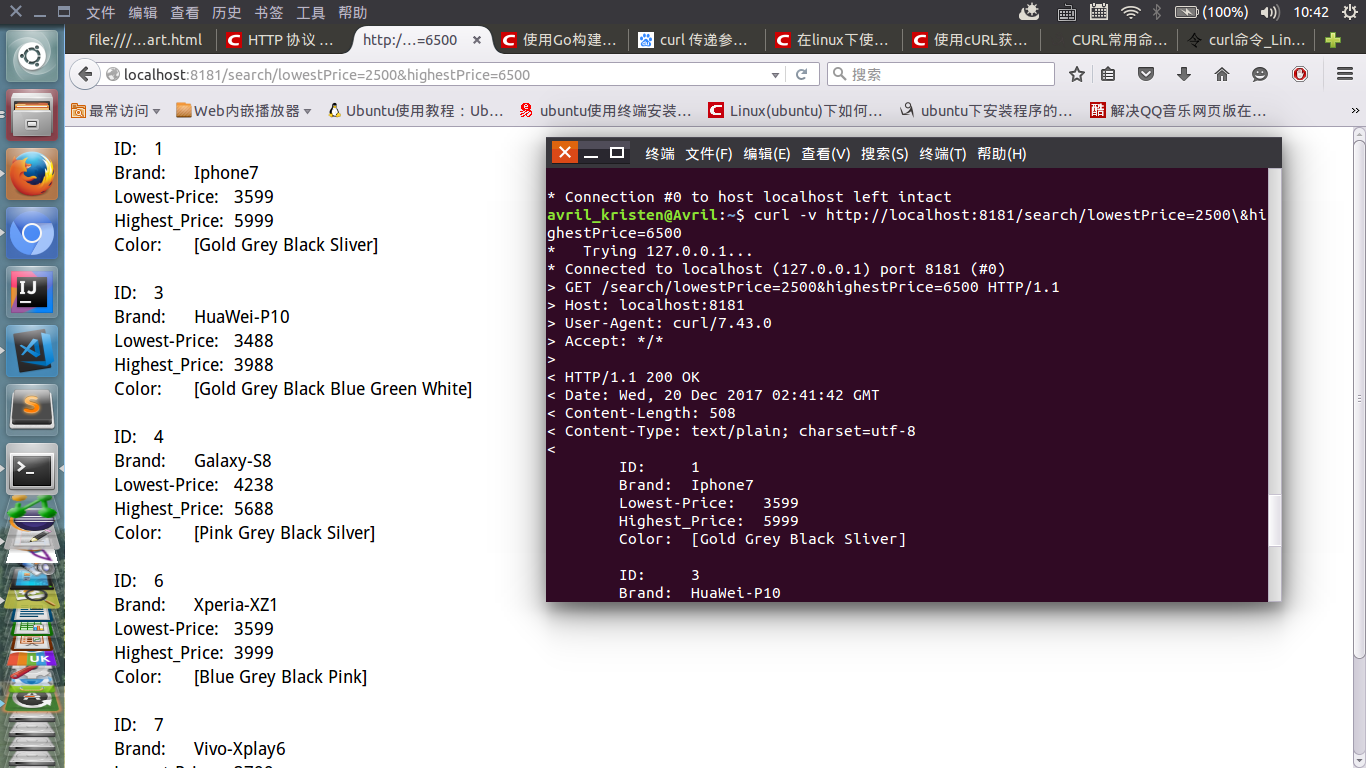 文件 编辑 查看 历史 书签 工具 帮助
(100%) 10:42
file:///…art.html
HTTP 协议 …
http:/…=6500
使用Go构建…
curl 传递参…
在linux下使…
使用cURL获…
CURL常用命…
curl命令_Lin…
localhost:8181/search/lowestPrice=2500&highestPrice=6500
搜索
最常访问
Web内嵌播放器
Ubuntu使用教程：Ub…
ubuntu使用终端安装…
Linux(ubuntu)下如何…
ubuntu下安装程序的…
解决QQ音乐网页版在…
ID: 1
Brand: Iphone7
Lowest-Price: 3599
Highest_Price: 5999
Color: [Gold Grey Black Sliver]
ID: 3
Brand: HuaWei-P10
Lowest-Price: 3488
Highest_Price: 3988
Color: [Gold Grey Black Blue Green White]
ID: 4
Brand: Galaxy-S8
Lowest-Price: 4238
Highest_Price: 5688
Color: [Pink Grey Black Silver]
ID: 6
Brand: Xperia-XZ1
Lowest-Price: 3599
Highest_Price: 3999
Color: [Blue Grey Black Pink]
ID: 7
Brand: Vivo-Xplay6
终端 文件(F) 编辑(E) 查看(V) 搜索(S) 终端(T) 帮助(H)
* Connection #0 to host localhost left intact
avril_kristen@Avril:~$ curl -v http://localhost:8181/search/lowestPrice=2500\&hi
ghestPrice=6500
* Trying 127.0.0.1...
* Connected to localhost (127.0.0.1) port 8181 (#0)
> GET /search/lowestPrice=2500&highestPrice=6500 HTTP/1.1
> Host: localhost:8181
> User-Agent: curl/7.43.0
> Accept: */*
>
< HTTP/1.1 200 OK
< Date: Wed, 20 Dec 2017 02:41:42 GMT
< Content-Length: 508
< Content-Type: text/plain; charset=utf-8
<
ID: 1
Brand: Iphone7
Lowest-Price: 3599
Highest_Price: 5999
Color: [Gold Grey Black Sliver]
ID: 3
Brand: HuaWei-P10